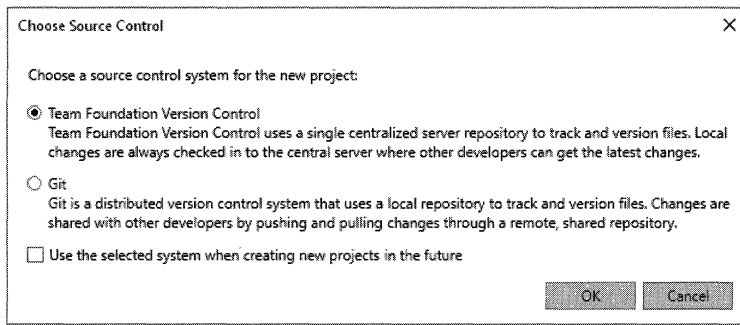 Choose Source Control
Choose a source control system for the new project:
Team Foundation Version Control
Team Foundation Version Control uses a single centralized server repository to track and version files. Local
changes are always checked in to the central server where other developers can get the latest changes.
Git
Git is a distributed version control system that uses a local repository to track and version files. Changes are
shared with other developers by pushing and pulling changes through a remote, shared repository.
Use the selected system when creating new projects in the future
OK Cancel